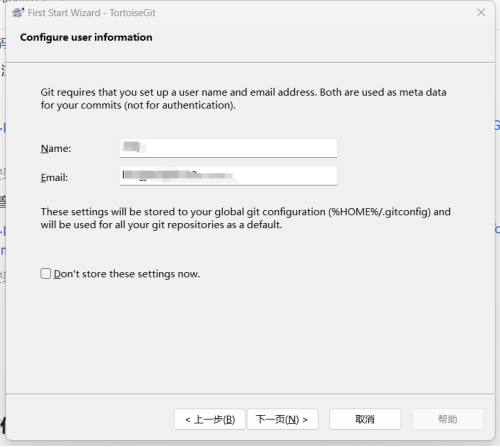 First Start Wizard - TortoiseGit
Configure user information
Git requires that you set up a user name and email address. Both are used as meta data
for your commits (not for authentication).
Name:
Email:
These settings will be stored to your global git configuration (%HOME%/.gitconfig) and
will be used for all your git repositories as a default.
Don't store these settings now.
< 上一步(B)
下一页(N) >
取消
帮助